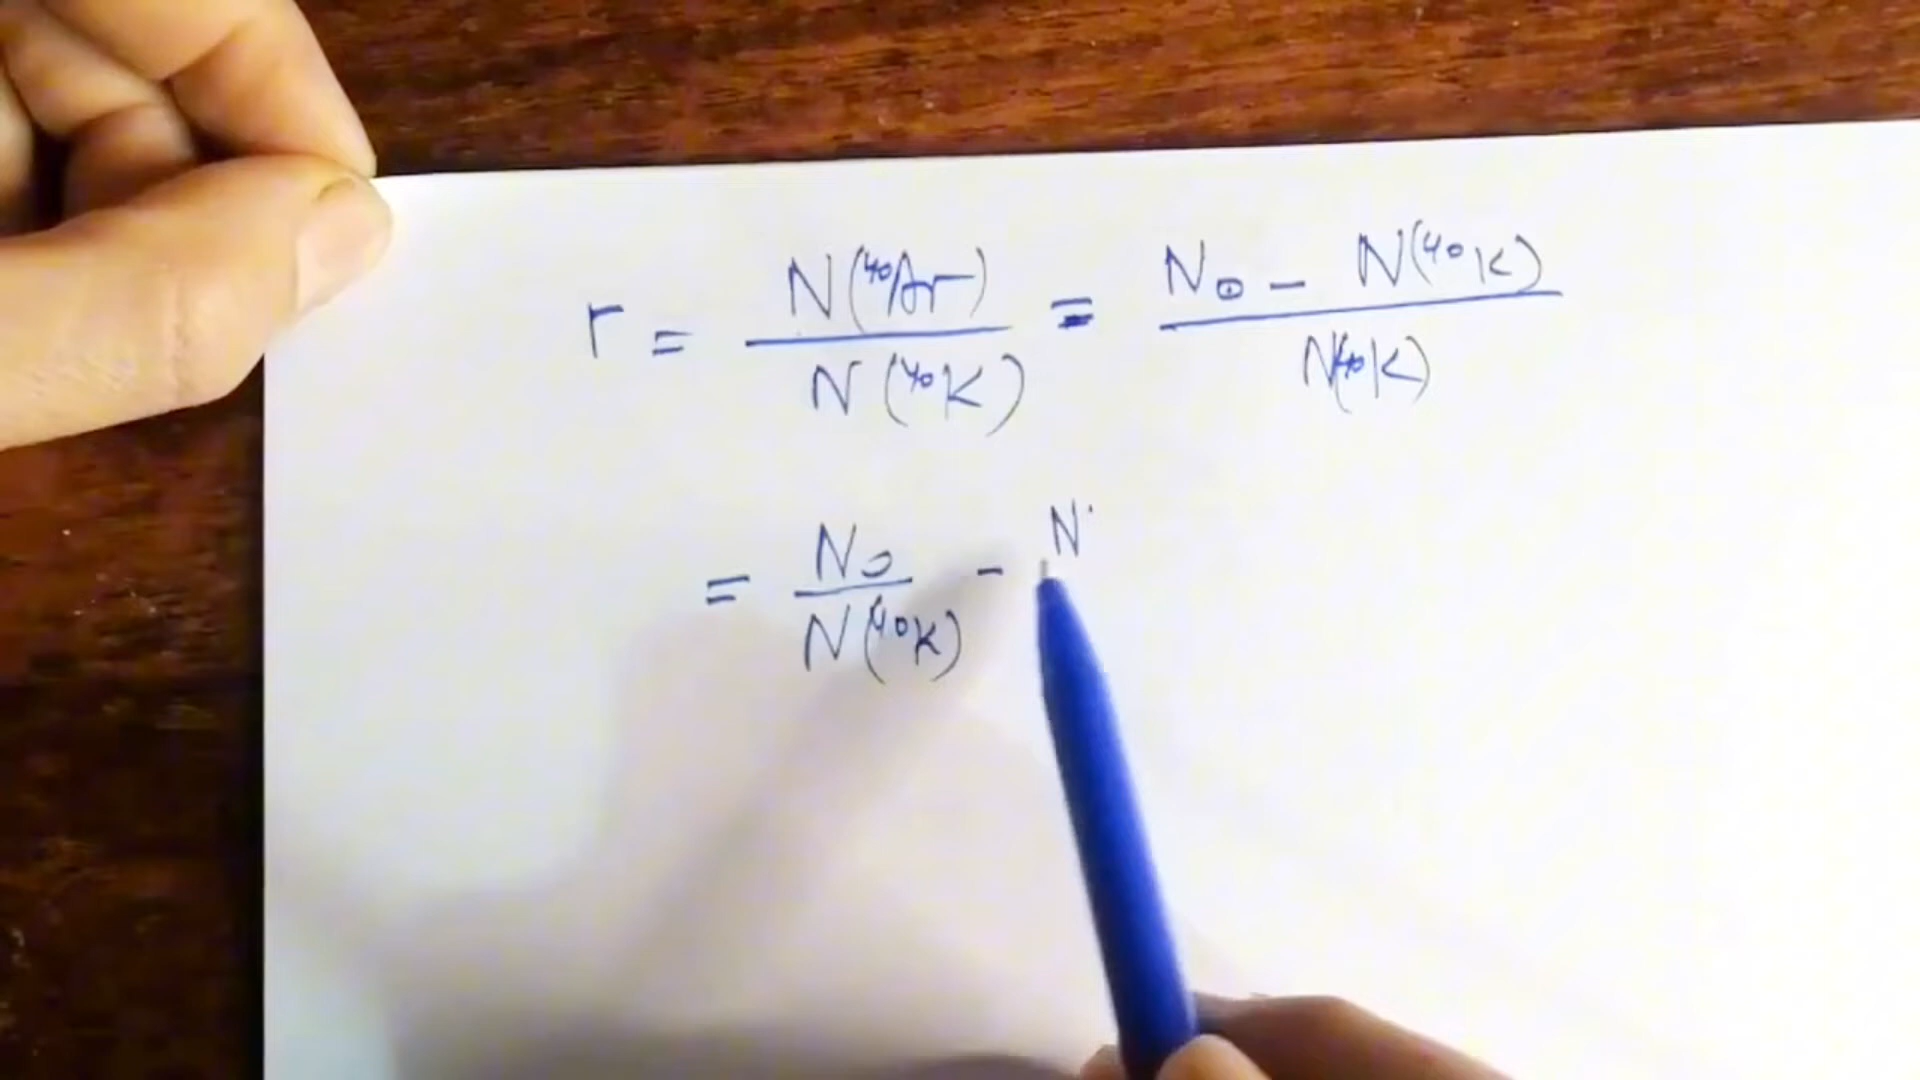 r = N(⁴⁰Ar) / N(⁴⁰K) = N₀ - N(⁴⁰K) / N(⁴⁰K)
= N₀ / N(⁴⁰K) - N